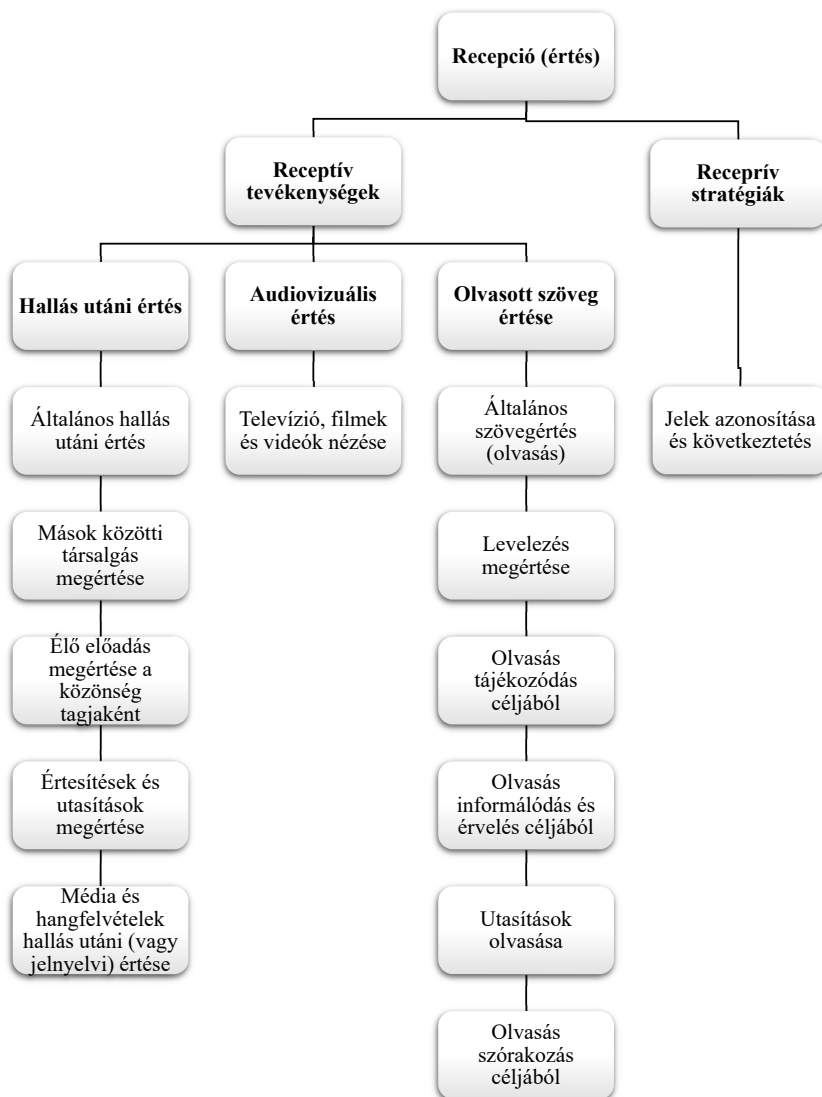 Recepció (értés)
Receptív
tevékenységek
Receprív
stratégiák
Hallás utáni értés
Audiovizuális
értés
Olvasott szöveg
értése
Általános hallás
utáni értés
Televízió, filmek
és videók nézése
Általános
szövegértés
(olvasás)
Jelek azonosítása
és következtetés
Mások közötti
társalgás
megértése
Levelezés
megértése
Élő előadás
megértése a
közönség
tagjaként
Olvasás
tájékozódás
céljából
Értesítések és
utasítások
megértése
Olvasás
informálódás és
érvelés céljából
Média és
hangfelvételek
hallás utáni (vagy
jelnyelvi) értése
Utasítások
olvasása
Olvasás
szórakozás
céljából